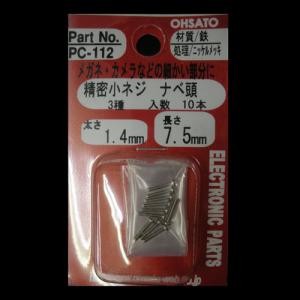 Part No.
PC-112
OHSATO
材質/鉄
処理/ニッケルメッキ
メガネ・カメラなどの細かい部分に
精密小ネジ ナベ頭
3種 入数 10本
太さ
1.4mm
長さ
7.5mm
ELECTRONIC PARTS